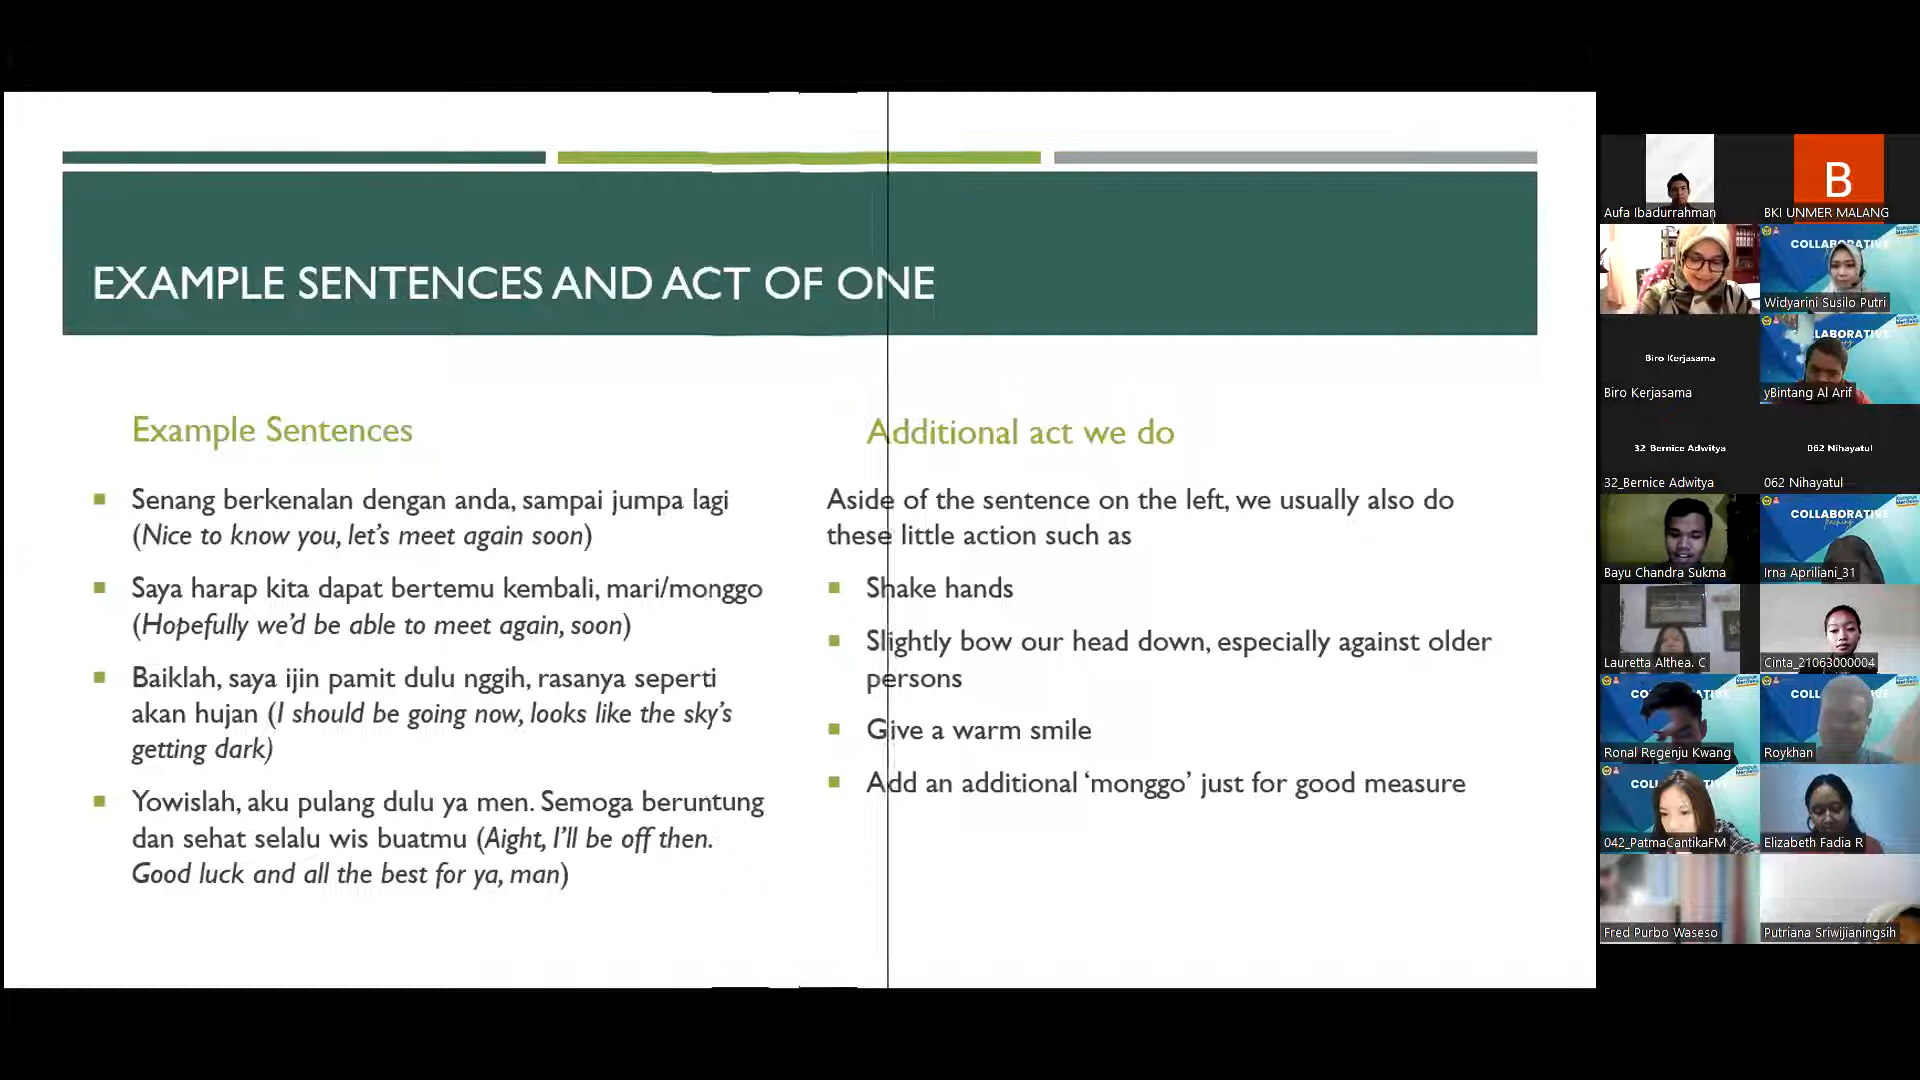 EXAMPLE SENTENCES AND ACT OF ONE
Example Sentences
Senang berkenalan dengan anda, sampai jumpa lagi
(Nice to know you, let's meet again soon)
Saya harap kita dapat bertemu kembali, mari/monggo
(Hopefully we'd be able to meet again, soon)
Baiklah, saya ijin pamit dulu nggih, rasanya seperti
akan hujan (I should be going now, looks like the sky's
getting dark)
Yowislah, aku pulang dulu ya men. Semoga beruntung
dan sehat selalu wis buatmu (Aight, I'll be off then.
Good luck and all the best for ya, man)
Additional act we do
Aside of the sentence on the left, we usually also do
these little action such as
Shake hands
Slightly bow our head down, especially against older
persons
Give a warm smile
Add an additional 'monggo' just for good measure
Aufa Ibadurrahman
B
BKI UNMER MALANG
COLLABORATIVE
Widyarini Susilo Putri
Biro Kerjasama
Biro Kerjasama
LABORATIVE
yBintang Al Arif
32_Bernice Adwitya
32_Bernice Adwitya
062 Nihayatul
062 Nihayatul
Bayu Chandra Sukma
COLLABORATIVE
Teaching
Irna Apriliani_31
Lauretta Althea. C
Cinta_21063000004
Ronal Regenju Kwang
COLL
Roykhan
COLL
042_PatmaCantikaFM
Elizabeth Fadia R
Fred Purbo Waseso
Putriana Sriwijianingsih